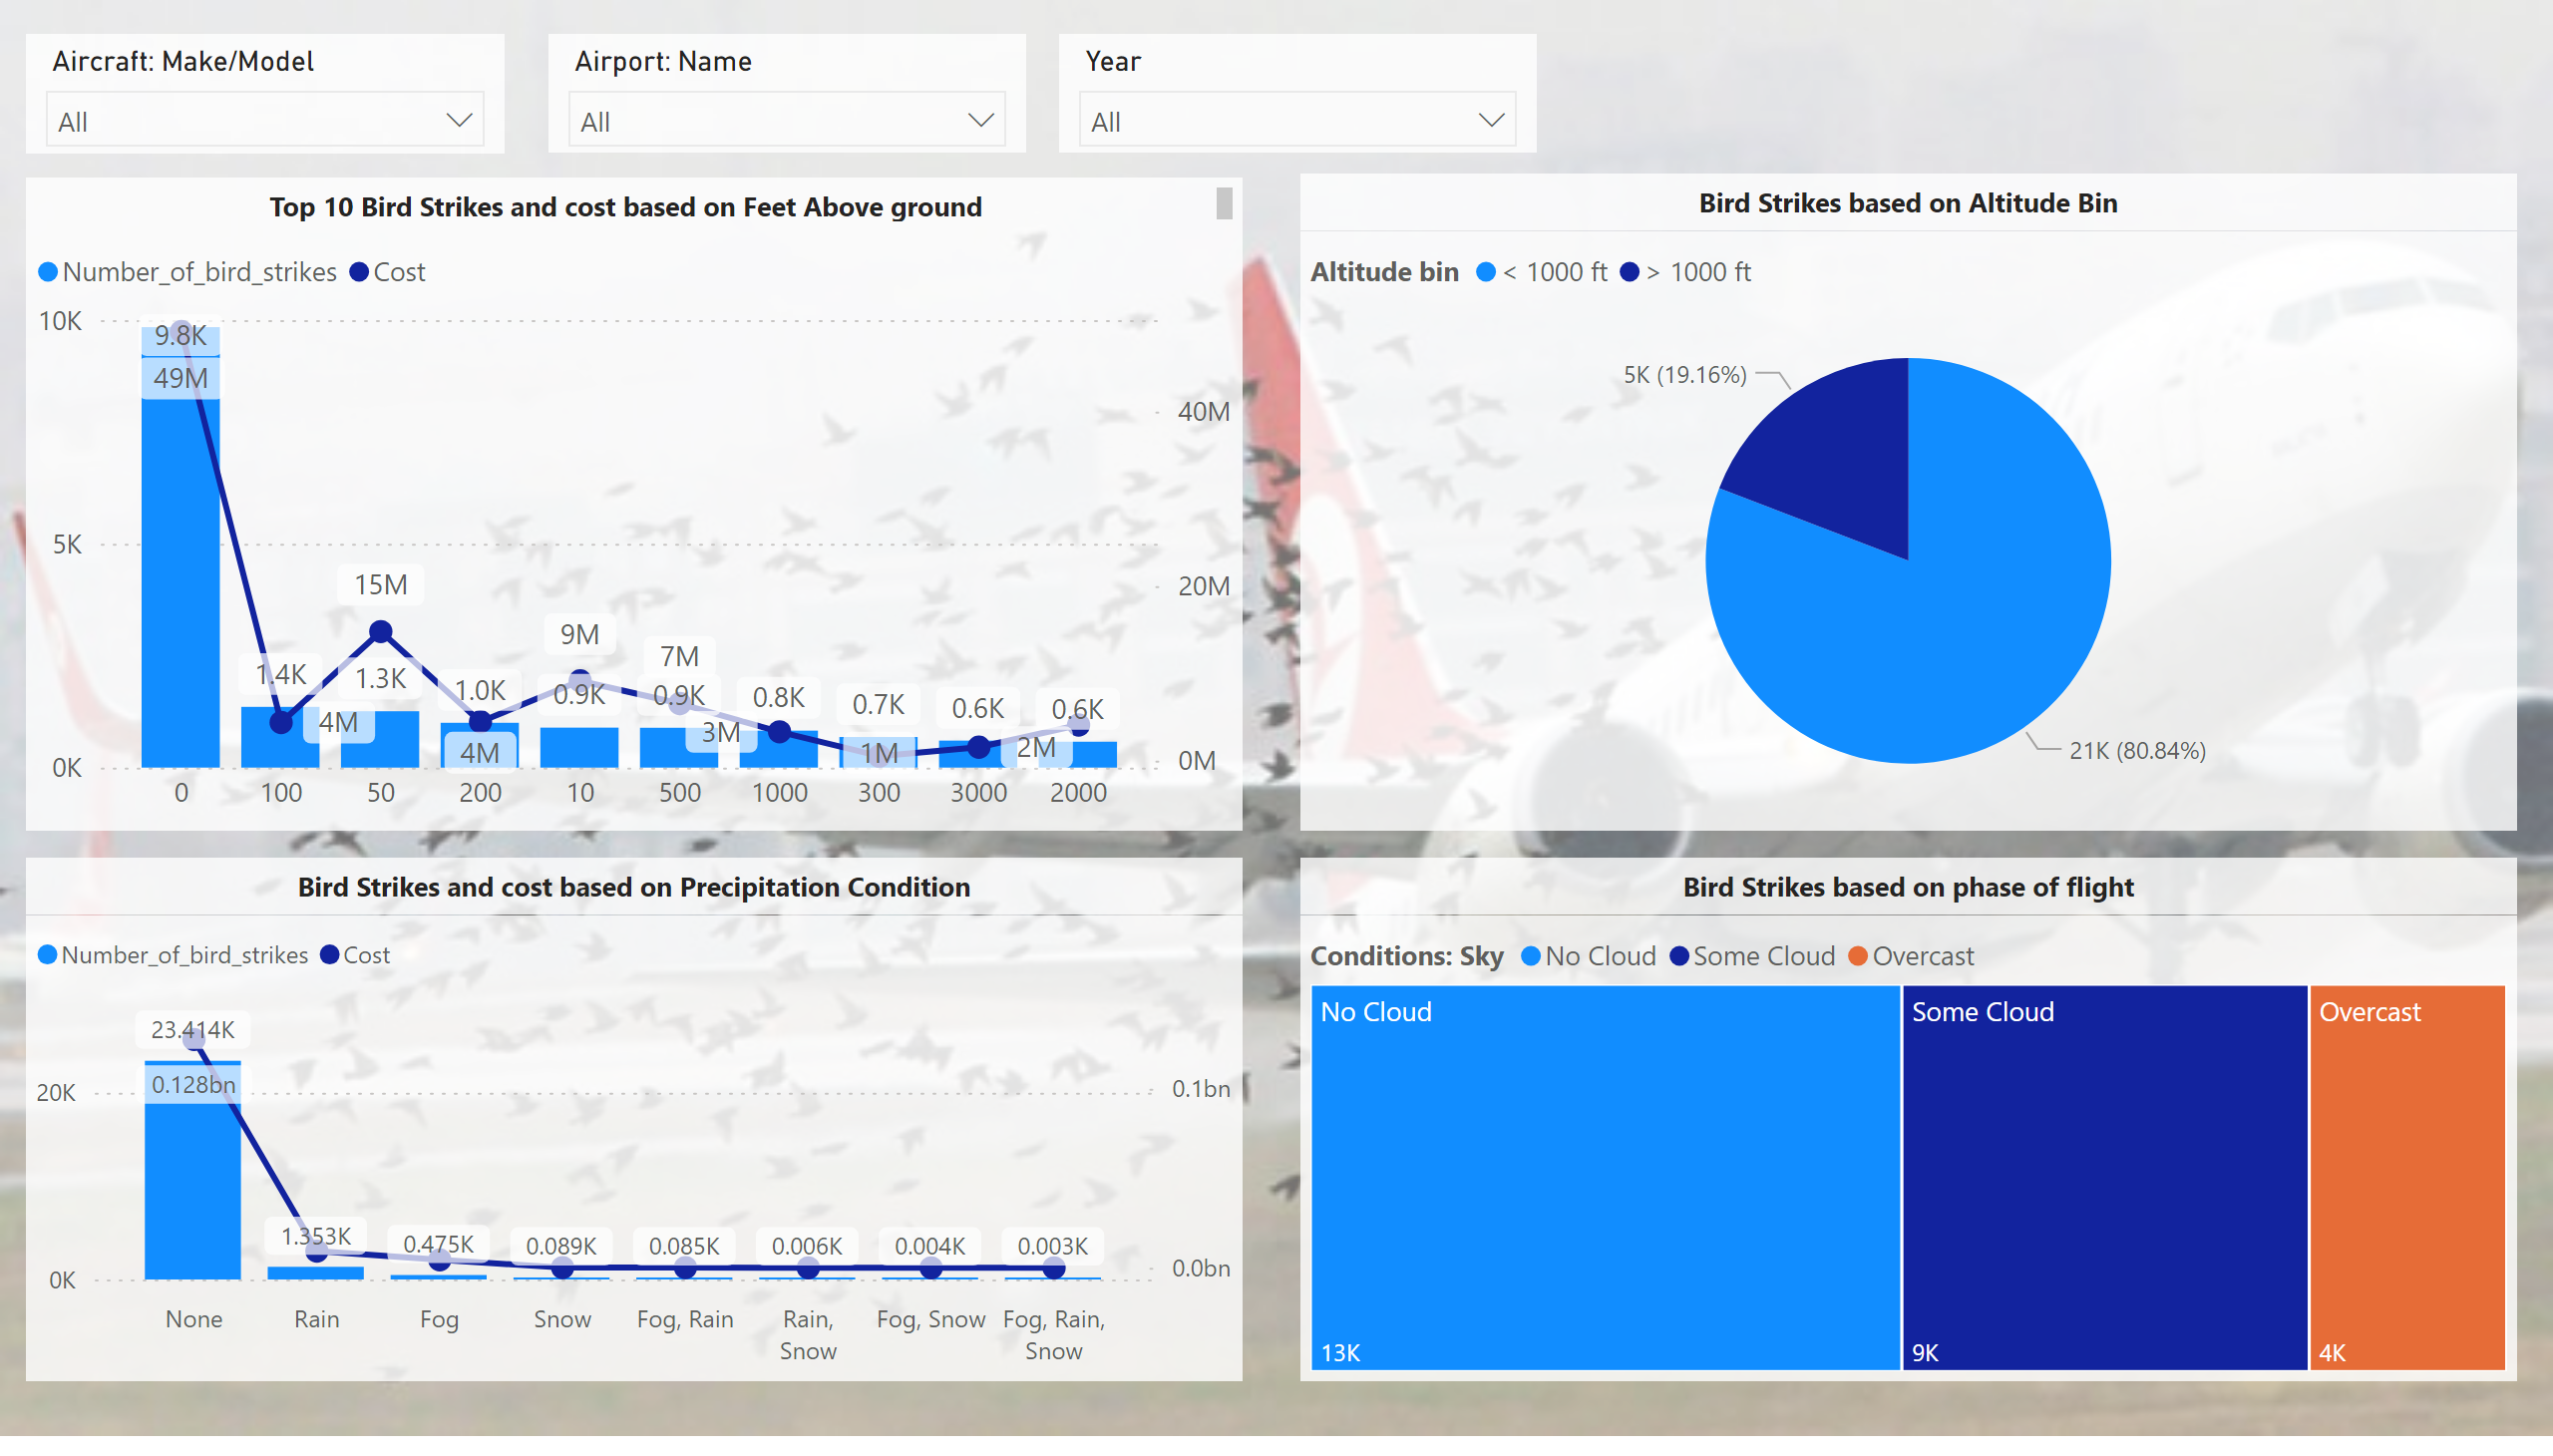 Aircraft: Make/Model
All
Airport: Name
All
Year
All
Top 10 Bird Strikes and cost based on Feet Above ground
Number_of_bird_strikes Cost
10K
5K
0K
40M
20M
0M
9.8K
49M
1.4K
4M
15M
1.3K
1.0K
4M
9M
0.9K
7M
0.9K
3M
0.8K
0.7K
1M
0.6K
2M
0.6K
0 100 50 200 10 500 1000 300 3000 2000
Bird Strikes based on Altitude Bin
Altitude bin < 1000 ft > 1000 ft
5K (19.16%)
21K (80.84%)
Bird Strikes and cost based on Precipitation Condition
Number_of_bird_strikes Cost
20K
0K
0.1bn
0.0bn
23.414K
0.128bn
1.353K
0.475K
0.089K
0.085K
0.006K
0.004K
0.003K
None Rain Fog Snow Fog, Rain Rain, Fog, Snow Fog, Rain,
Snow Snow
Bird Strikes based on phase of flight
Conditions: Sky No Cloud Some Cloud Overcast
No Cloud
13K
Some Cloud
9K
Overcast
4K